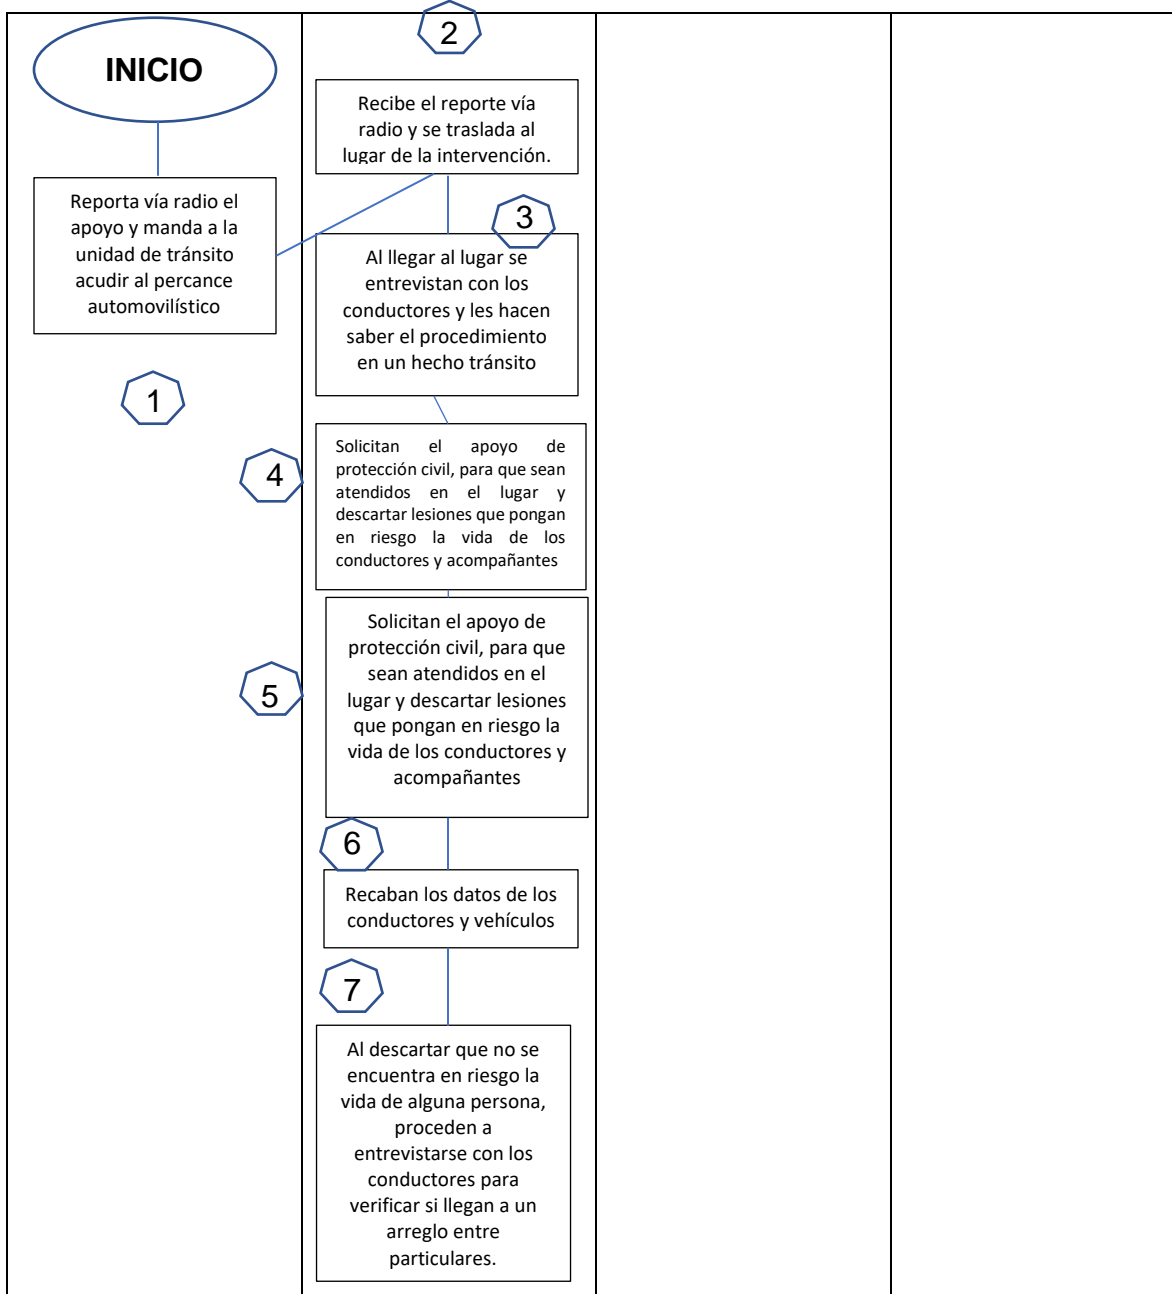 INICIO
Reporta vía radio el
apoyo y manda a la
unidad de tránsito
acudir al percance
automovilístico
1
2
Recibe el reporte vía
radio y se traslada al
lugar de la intervención.
3
Al llegar al lugar se
entrevistan con los
conductores y les hacen
saber el procedimiento
en un hecho tránsito
4
Solicitan el apoyo de
protección civil, para que sean
atendidos en el lugar y
descartar lesiones que pongan
en riesgo la vida de los
conductores y acompañantes
5
Solicitan el apoyo de
protección civil, para que
sean atendidos en el
lugar y descartar lesiones
que pongan en riesgo la
vida de los conductores y
acompañantes
6
Recaban los datos de los
conductores y vehículos
7
Al descartar que no se
encuentra en riesgo la
vida de alguna persona,
proceden a
entrevistarse con los
conductores para
verificar si llegan a un
arreglo entre
particulares.